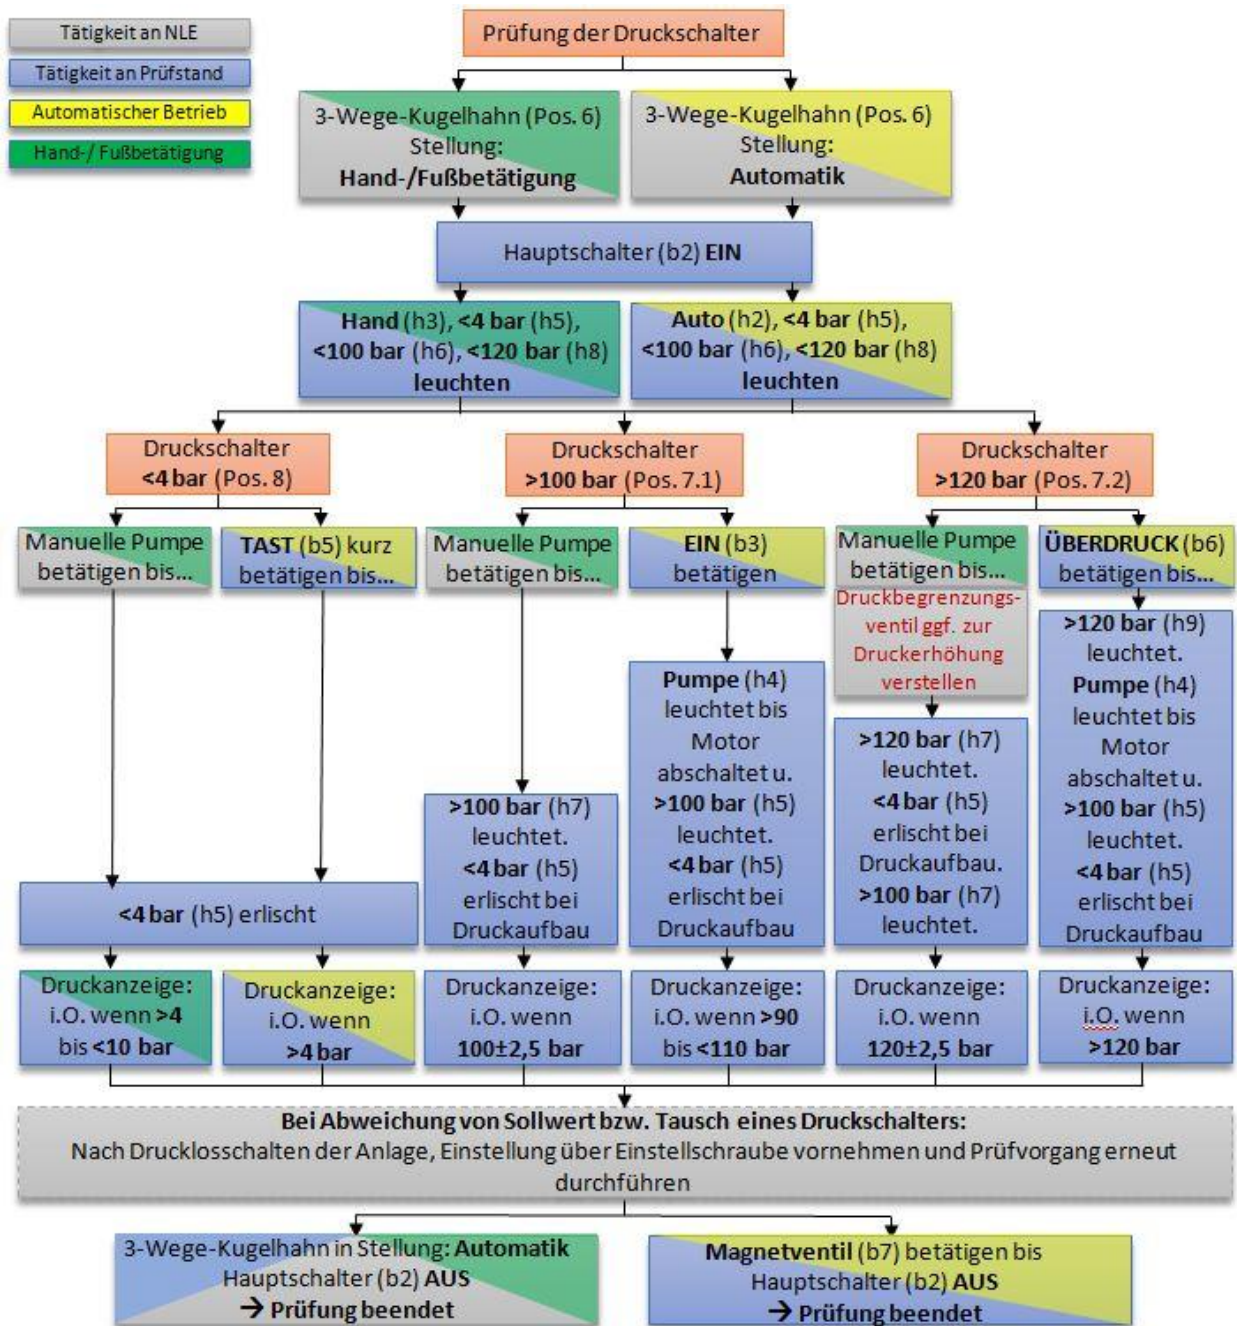 Tätigkeit an NLE
Tätigkeit an Prüfstand
Automatischer Betrieb
Hand-/ Fußbetätigung
Prüfung der Druckschalter
3-Wege-Kugelhahn (Pos. 6)
Stellung:
Hand-/Fußbetätigung
3-Wege-Kugelhahn (Pos. 6)
Stellung:
Automatik
Hauptschalter (b2) EIN
Hand (h3), <4 bar (h5),
<100 bar (h6), <120 bar (h8)
leuchten
Auto (h2), <4 bar (h5),
<100 bar (h6), <120 bar (h8)
leuchten
Druckschalter
<4 bar (Pos. 8)
Druckschalter
>100 bar (Pos. 7.1)
Druckschalter
>120 bar (Pos. 7.2)
Manuelle Pumpe
betätigen bis...
TAST (b5) kurz
betätigen bis...
Manuelle Pumpe
betätigen bis...
EIN (b3)
betätigen
Manuelle Pumpe
betätigen bis...
Druckbegrenzungs-
ventil ggf. zur
Druckerhöhung
verstellen
ÜBERDRUCK (b6)
betätigen bis...
<4 bar (h5) erlischt
>100 bar (h7)
leuchtet.
<4 bar (h5)
erlischt bei
Druckaufbau
Pumpe (h4)
leuchtet bis
Motor
abschaltet u.
>100 bar (h5)
leuchtet.
<4 bar (h5)
erlischt bei
Druckaufbau
>120 bar (h7)
leuchtet.
<4 bar (h5)
erlischt bei
Druckaufbau.
>100 bar (h7)
leuchtet.
>120 bar (h9)
leuchtet.
Pumpe (h4)
leuchtet bis
Motor
abschaltet u.
>100 bar (h5)
leuchtet.
<4 bar (h5)
erlischt bei
Druckaufbau
Druckanzeige:
i.O. wenn >4
bis <10 bar
Druckanzeige:
i.O. wenn
>4 bar
Druckanzeige:
i.O. wenn
100±2,5 bar
Druckanzeige:
i.O. wenn >90
bis <110 bar
Druckanzeige:
i.O. wenn
120±2,5 bar
Druckanzeige:
i.O. wenn
>120 bar
Bei Abweichung von Sollwert bzw. Tausch eines Druckschalters:
Nach Drucklosschalten der Anlage, Einstellung über Einstellschraube vornehmen und Prüfvorgang erneut
durchführen
3-Wege-Kugelhahn in Stellung: Automatik
Hauptschalter (b2) AUS
→ Prüfung beendet
Magnetventil (b7) betätigen bis
Hauptschalter (b2) AUS
→ Prüfung beendet